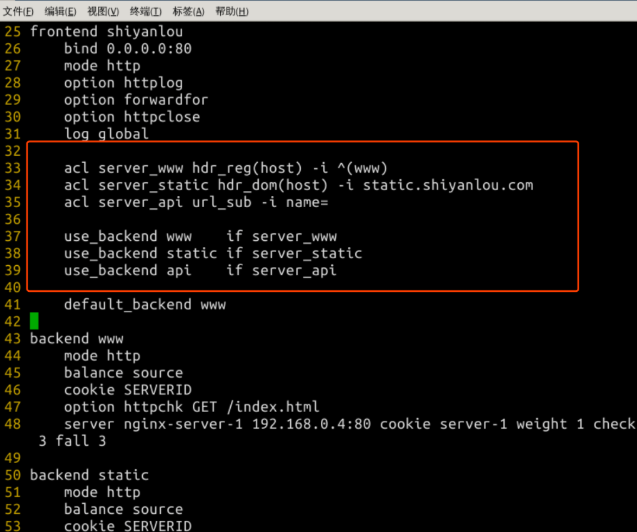 文件(F) 编辑(E) 视图(V) 终端(T) 标签(A) 帮助(H)
25 frontend shiyanlou
26     bind 0.0.0.0:80
27     mode http
28     option httplog
29     option forwardfor
30     option httpclose
31     log global
32
33     acl server_www hdr_reg(host) -i ^(www)
34     acl server_static hdr_dom(host) -i static.shiyanlou.com
35     acl server_api url_sub -i name=
36
37     use_backend www    if server_www
38     use_backend static if server_static
39     use_backend api    if server_api
40
41     default_backend www
42
43 backend www
44     mode http
45     balance source
46     cookie SERVERID
47     option httpchk GET /index.html
48     server nginx-server-1 192.168.0.4:80 cookie server-1 weight 1 check
 3 fall 3
49
50 backend static
51     mode http
52     balance source
53     cookie SERVERID